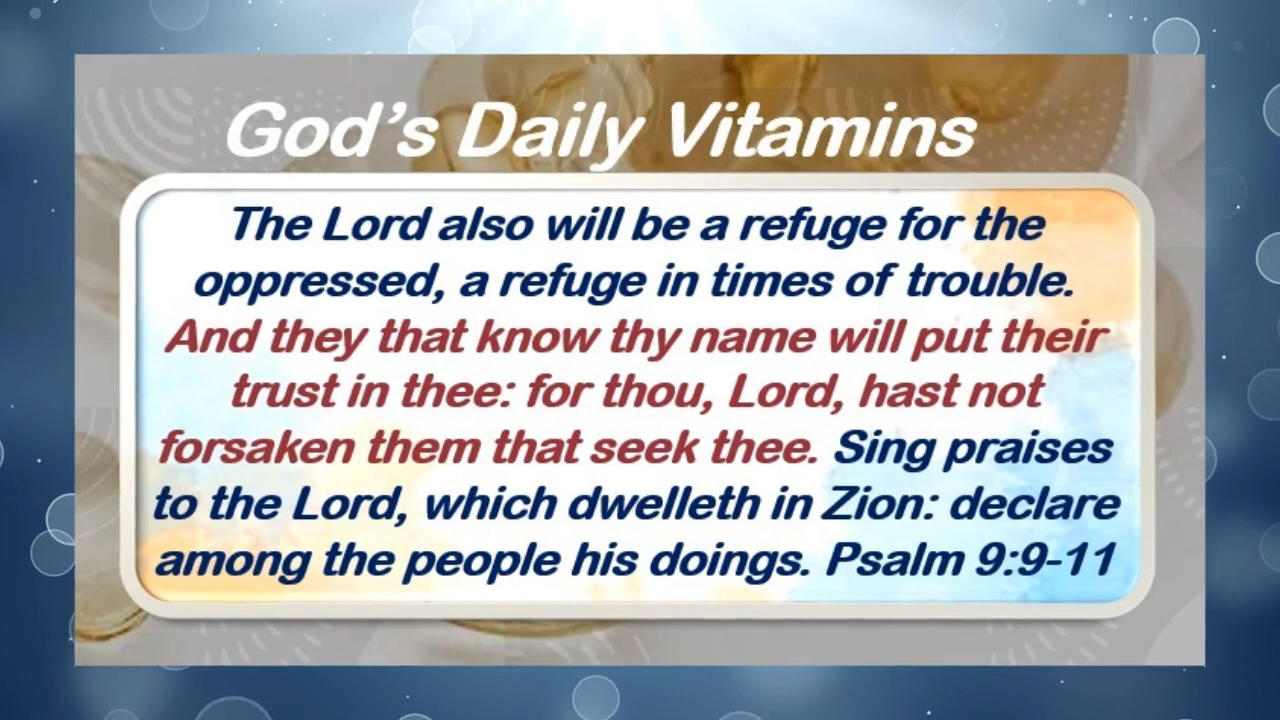 God’s Daily Vitamins
The Lord also will be a refuge for the
oppressed, a refuge in times of trouble.
And they that know thy name will put their
trust in thee: for thou, Lord, hast not
forsaken them that seek thee. Sing praises
to the Lord, which dwelleth in Zion: declare
among the people his doings. Psalm 9:9-11